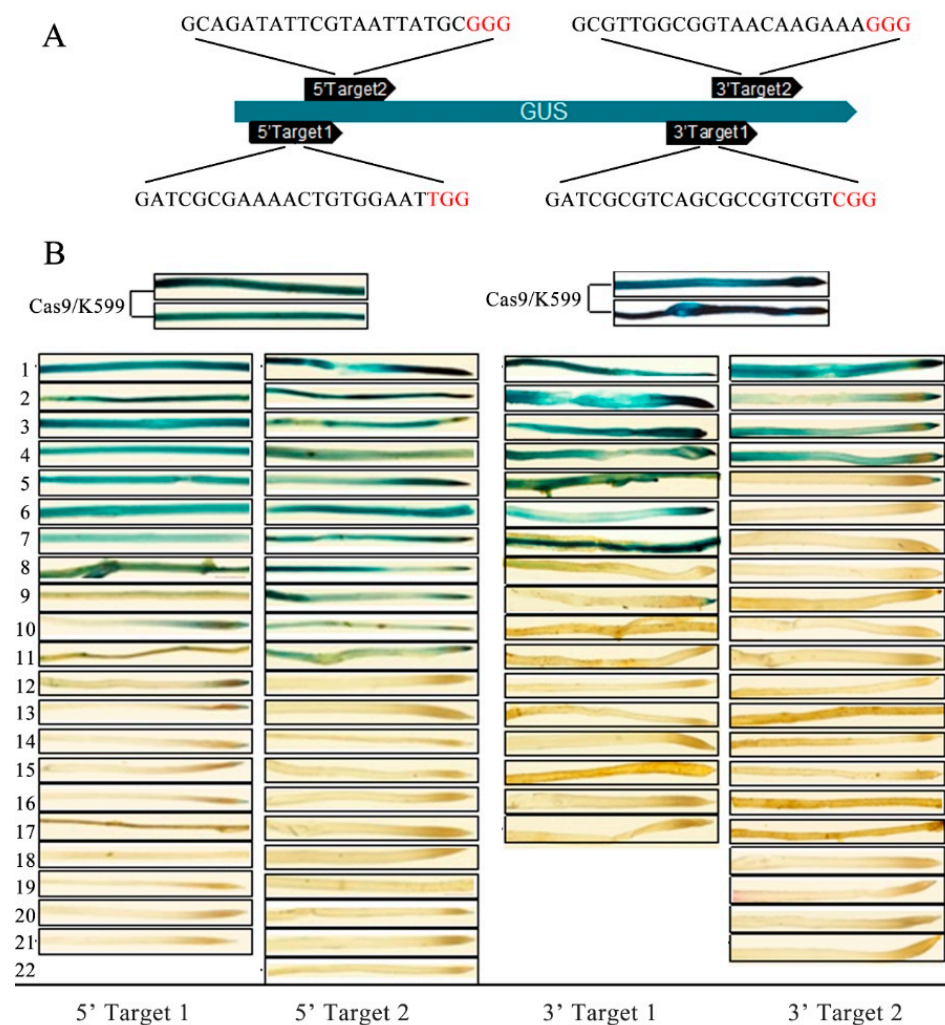 A
GCAGATATTCGTAATTATGCGGG
GCGTTGGCGGTAACAAGAAAGGG
5'Target2
3'Target2
GUS
5'Target1
3'Target1
GATCGCGAAAACTGTGGAATTGG
GATCGCGTCAGCGCCGTCGTCGG
B
Cas9/K599
Cas9/K599
1
2
3
4
5
6
7
8
9
10
11
12
13
14
15
16
17
18
19
20
21
22
5' Target 1
5' Target 2
3' Target 1
3' Target 2